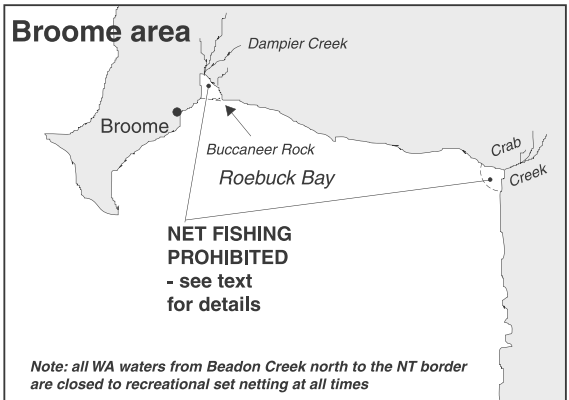 Broome area
Dampier Creek
Broome
Buccaneer Rock
Crab
Creek
Roebuck Bay
NET FISHING
PROHIBITED
- see text
for details
Note: all WA waters from Beadon Creek north to the NT border
are closed to recreational set netting at all times